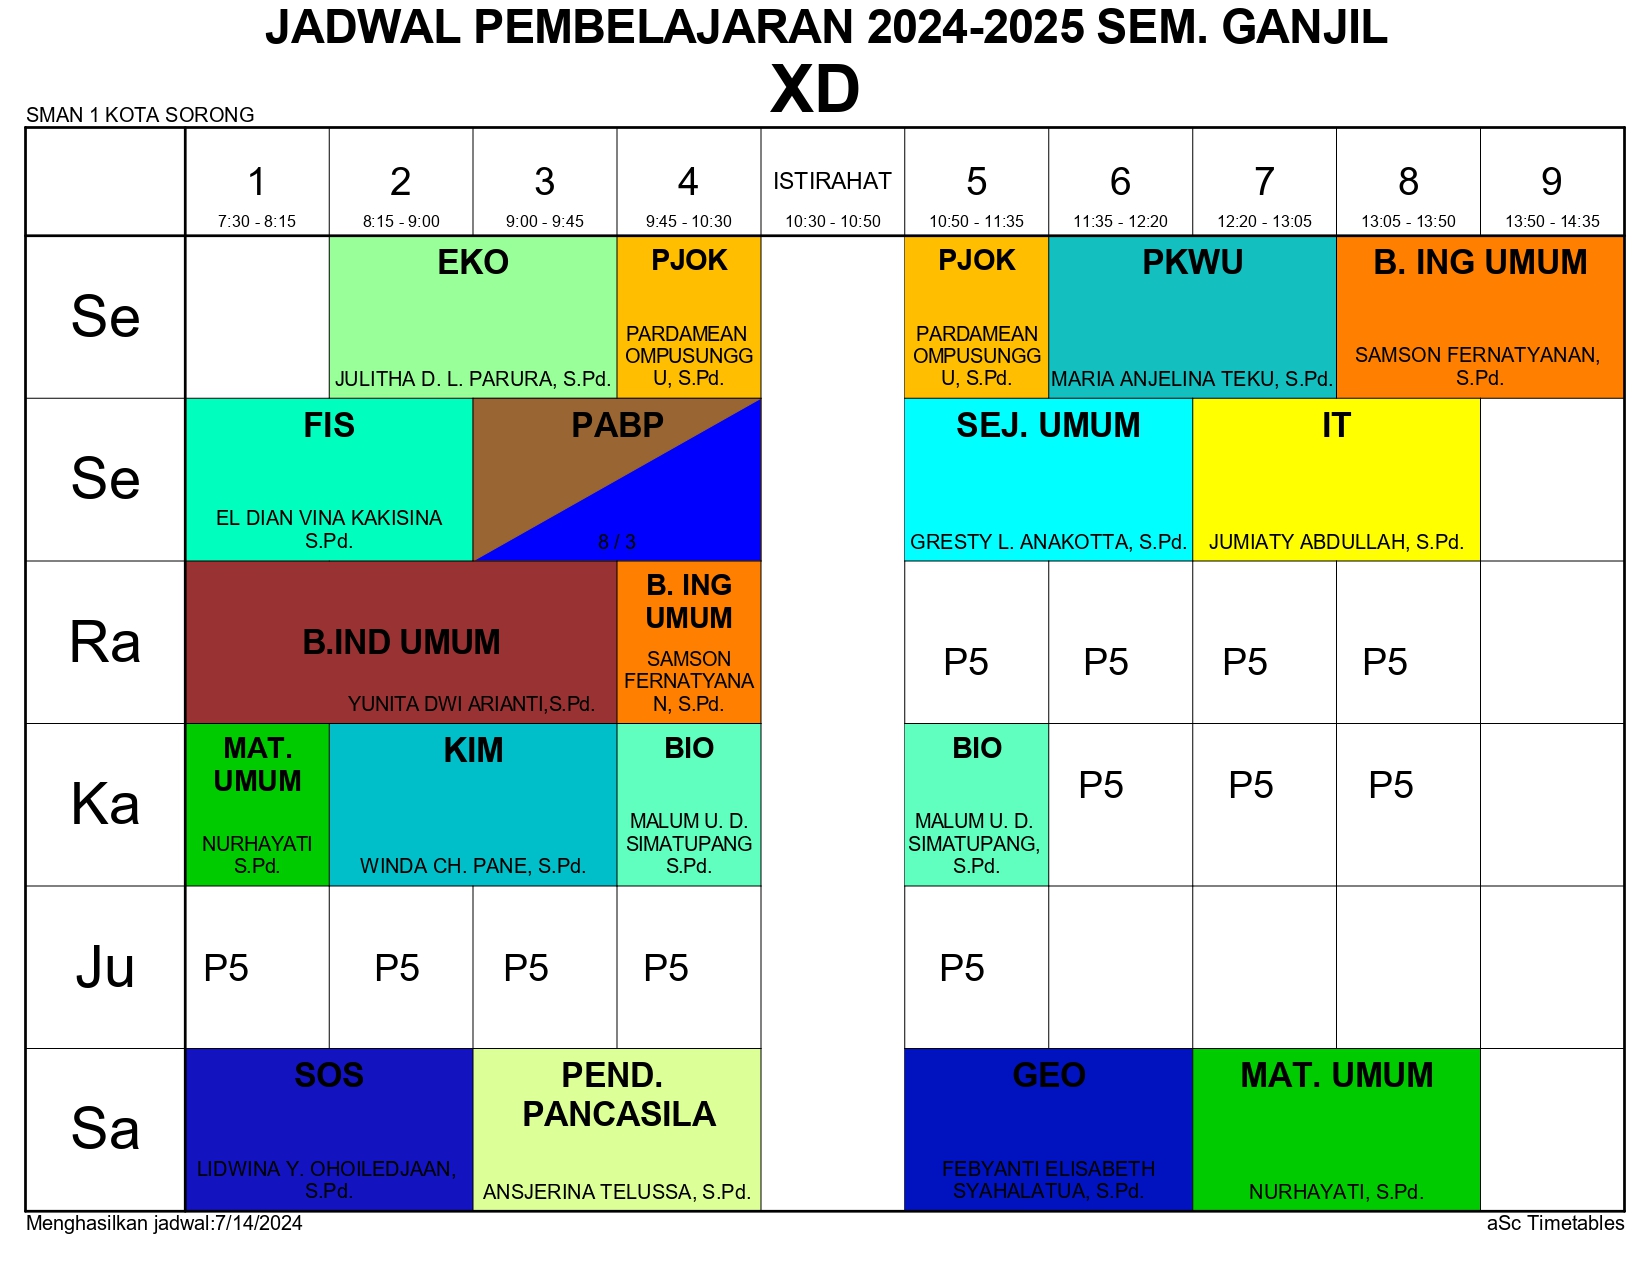 JADWAL PEMBELAJARAN 2024-2025 SEM. GANJIL
XD
SMAN 1 KOTA SORONG
1 2 3 4 ISTIRAHAT 5 6 7 8 9
7:30 - 8:15 8:15 - 9:00 9:00 - 9:45 9:45 - 10:30 10:30 - 10:50 10:50 - 11:35 11:35 - 12:20 12:20 - 13:05 13:05 - 13:50 13:50 - 14:35
Se
EKO
JULITHA D. L. PARURA, S.Pd.
PJOK
PARDAMEAN
OMPUSUNGG
U, S.Pd.
PJOK
PARDAMEAN
OMPUSUNGG
U, S.Pd.
PKWU
MARIA ANJELINA TEKU, S.Pd.
B. ING UMUM
SAMSON FERNATYANAN,
S.Pd.
Se
FIS
EL DIAN VINA KAKISINA
S.Pd.
PABP
8 / 3
SEJ. UMUM
GRESTY L. ANAKOTTA, S.Pd.
IT
JUMIATY ABDULLAH, S.Pd.
Ra
B.IND UMUM
YUNITA DWI ARIANTI,S.Pd.
B. ING
UMUM
SAMSON
FERNATYANA
N, S.Pd.
P5 P5 P5 P5
Ka
MAT.
UMUM
NURHAYATI
S.Pd.
KIM
WINDA CH. PANE, S.Pd.
BIO
MALUM U. D.
SIMATUPANG
S.Pd.
BIO
MALUM U. D.
SIMATUPANG,
S.Pd.
P5 P5 P5
Ju
P5 P5 P5 P5 P5
Sa
SOS
LIDWINA Y. OHOILEDJAAN,
S.Pd.
PEND.
PANCASILA
ANSJERINA TELUSSA, S.Pd.
GEO
FEBYANTI ELISABETH
SYAHALATUA, S.Pd.
MAT. UMUM
NURHAYATI, S.Pd.
Menghasilkan jadwal:7/14/2024
aSc Timetables